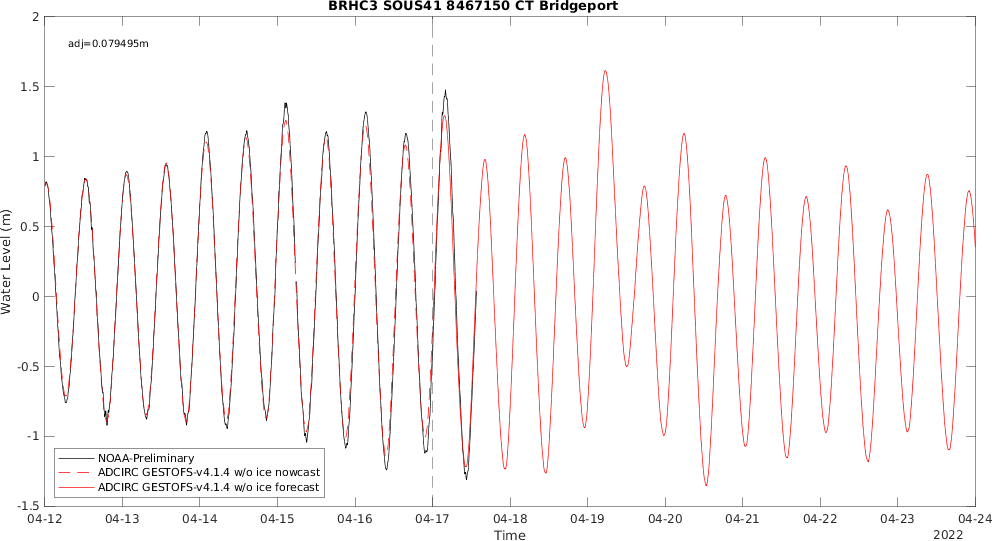 BRHC3 SOUS41 8467150 CT Bridgeport
adj=0.079495m
2
1.5
1
0.5
0
-0.5
-1
-1.5
Water Level (m)
NOAA-Preliminary
ADCIRC GESTOFS-v4.1.4 w/o ice nowcast
ADCIRC GESTOFS-v4.1.4 w/o ice forecast
04-12 04-13 04-14 04-15 04-16 04-17 04-18 04-19 04-20 04-21 04-22 04-23 04-24
Time
2022